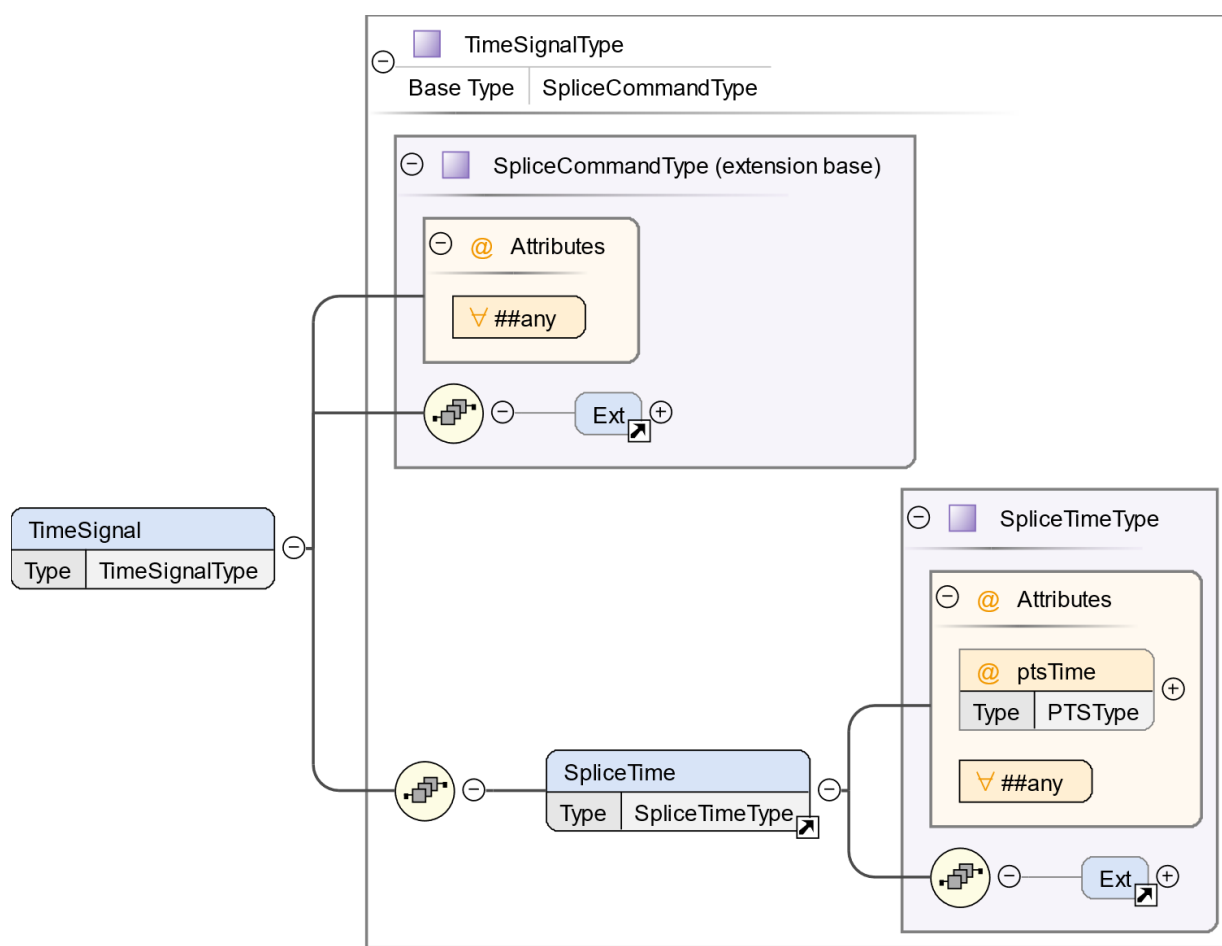 TimeSignalType
Base Type SpliceCommandType
SpliceCommandType (extension base)
@ Attributes
∀ ##any
Ext
TimeSignal
Type TimeSignalType
SpliceTime
Type SpliceTimeType
SpliceTimeType
@ Attributes
@ ptsTime
Type PTSType
∀ ##any
Ext